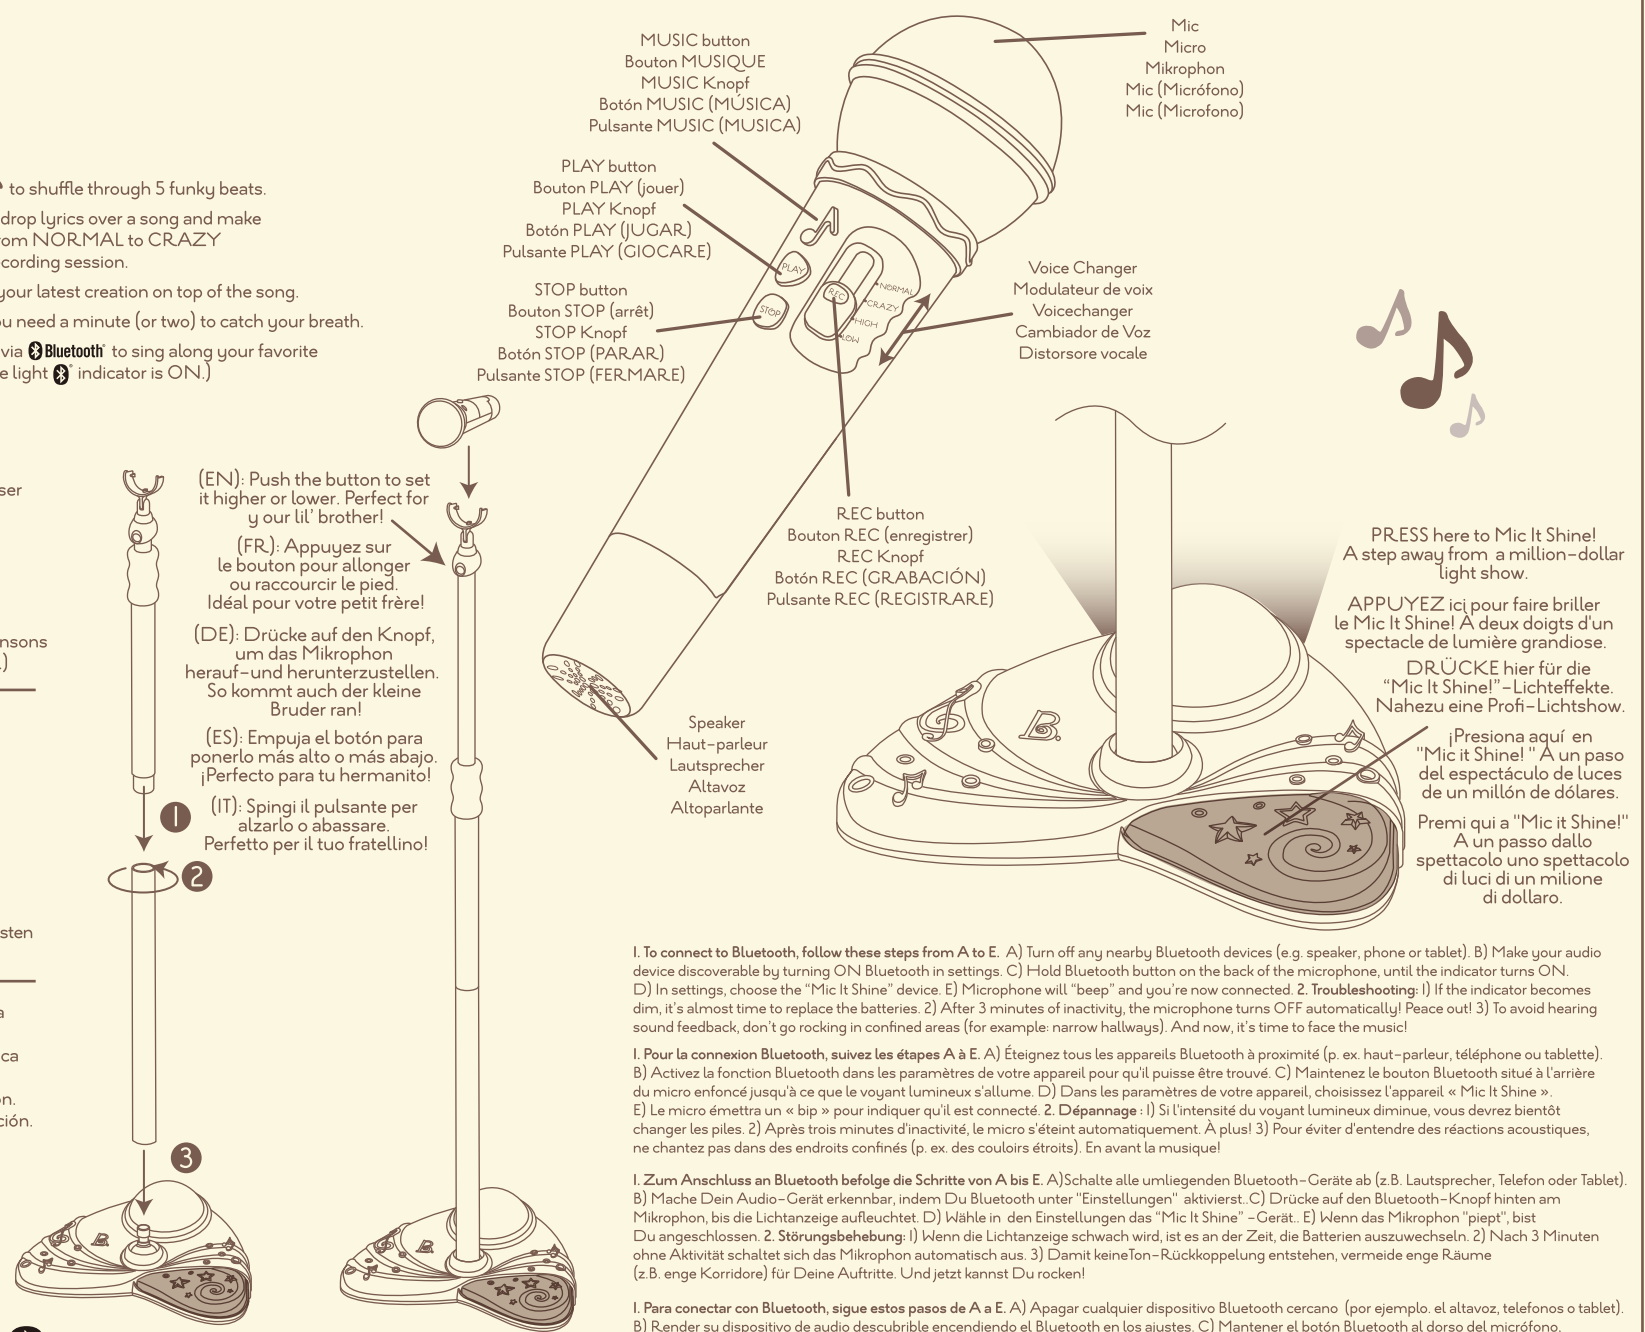 MUSIC button
Bouton MUSIQUE
MUSIC Knopf
Botón MUSIC (MÚSICA)
Pulsante MUSIC (MUSICA)
Mic
Micro
Mikrophon
Mic (Micrófono)
Mic (Microfono)
PLAY button
Bouton PLAY (jouer)
PLAY Knopf
Botón PLAY (JUGAR)
Pulsante PLAY (GIOCARE)
STOP button
Bouton STOP (arrêt)
STOP Knopf
Botón STOP (PARAR)
Pulsante STOP (FERMARE)
PLAY
STOP
REC
NORMAL
CRAZY
HIGH
LOW
Voice Changer
Modulateur de voix
Voicechanger
Cambiador de Voz
Distorsore vocale
to shuffle through 5 funky beats.
drop lyrics over a song and make
rom NORMAL to CRAZY
cording session.
your latest creation on top of the song.
u need a minute (or two) to catch your breath.
via Bluetooth® to sing along your favorite
e light ® indicator is ON.)
ser
nsons
.)
sten
a
ca
n.
ción.
(EN): Push the button to set
it higher or lower. Perfect for
y our lil' brother!
(FR): Appuyez sur
le bouton pour allonger
ou raccourcir le pied.
Idéal pour votre petit frère!
(DE): Drücke auf den Knopf,
um das Mikrophon
herauf-und herunterzustellen.
So kommt auch der kleine
Bruder ran!
(ES): Empuja el botón para
ponerlo más alto o más abajo.
¡Perfecto para tu hermanito!
(IT): Spingi il pulsante per
alzarlo o abassare.
Perfetto per il tuo fratellino!
1
2
3
REC button
Bouton REC (enregistrer)
REC Knopf
Botón REC (GRABACIÓN)
Pulsante REC (REGISTRARE)
Speaker
Haut-parleur
Lautsprecher
Altavoz
Altoparlante
B.
B.
B.
PRESS here to Mic It Shine!
A step away from a million-dollar
light show.
APPUYEZ ici pour faire briller
le Mic It Shine! À deux doigts d'un
spectacle de lumière grandiose.
DRÜCKE hier für die
“Mic It Shine!”-Lichteffekte.
Nahezu eine Profi-Lichtshow.
¡Presiona aquí en
"Mic it Shine! " A un paso
del espectáculo de luces
de un millón de dólares.
Premi qui a "Mic it Shine!"
A un passo dallo
spettacolo uno spettacolo
di luci di un milione
di dollaro.
1. To connect to Bluetooth, follow these steps from A to E. A) Turn off any nearby Bluetooth devices (e.g. speaker, phone or tablet). B) Make your audio
device discoverable by turning ON Bluetooth in settings. C) Hold Bluetooth button on the back of the microphone, until the indicator turns ON.
D) In settings, choose the “Mic It Shine” device. E) Microphone will “beep” and you’re now connected. 2. Troubleshooting: 1) If the indicator becomes
dim, it’s almost time to replace the batteries. 2) After 3 minutes of inactivity, the microphone turns OFF automatically! Peace out! 3) To avoid hearing
sound feedback, don’t go rocking in confined areas (for example: narrow hallways). And now, it’s time to face the music!
1. Pour la connexion Bluetooth, suivez les étapes A à E. A) Éteignez tous les appareils Bluetooth à proximité (p. ex. haut-parleur, téléphone ou tablette).
B) Activez la fonction Bluetooth dans les paramètres de votre appareil pour qu'il puisse être trouvé. C) Maintenez le bouton Bluetooth situé à l'arrière
du micro enfoncé jusqu'à ce que le voyant lumineux s'allume. D) Dans les paramètres de votre appareil, choisissez l'appareil « Mic It Shine ».
E) Le micro émettra un « bip » pour indiquer qu'il est connecté. 2. Dépannage : 1) Si l'intensité du voyant lumineux diminue, vous devrez bientôt
changer les piles. 2) Après trois minutes d'inactivité, le micro s'éteint automatiquement. À plus! 3) Pour éviter d'entendre des réactions acoustiques,
ne chantez pas dans des endroits confinés (p. ex. des couloirs étroits). En avant la musique!
1. Zum Anschluss an Bluetooth befolge die Schritte von A bis E. A)Schalte alle umliegenden Bluetooth-Geräte ab (z.B. Lautsprecher, Telefon oder Tablet).
B) Mache Dein Audio-Gerät erkennbar, indem Du Bluetooth unter "Einstellungen" aktivierst..C) Drücke auf den Bluetooth-Knopf hinten am
Mikrophon, bis die Lichtanzeige aufleuchtet. D) Wähle in den Einstellungen das “Mic It Shine” -Gerät.. E) Wenn das Mikrophon "piept", bist
Du angeschlossen. 2. Störungsbehebung: 1) Wenn die Lichtanzeige schwach wird, ist es an der Zeit, die Batterien auszuwechseln. 2) Nach 3 Minuten
ohne Aktivität schaltet sich das Mikrophon automatisch aus. 3) Damit keineTon-Rückkoppelung entstehen, vermeide enge Räume
(z.B. enge Korridore) für Deine Auftritte. Und jetzt kannst Du rocken!
1. Para conectar con Bluetooth, sigue estos pasos de A a E. A) Apagar cualquier dispositivo Bluetooth cercano (por ejemplo. el altavoz, telefonos o tablet).
B) Render su dispositivo de audio descubrible encendiendo el Bluetooth en los ajustes. C) Mantener el botón Bluetooth al dorso del micrófono.